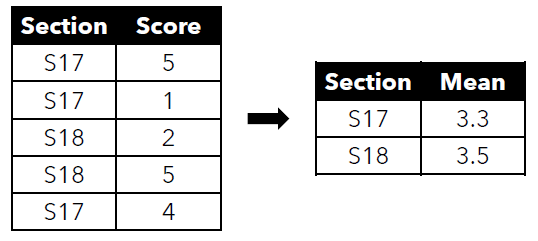 Section Score
S17 5
S17 1
S18 2
S18 5
S17 4
Section Mean
S17 3.3
S18 3.5